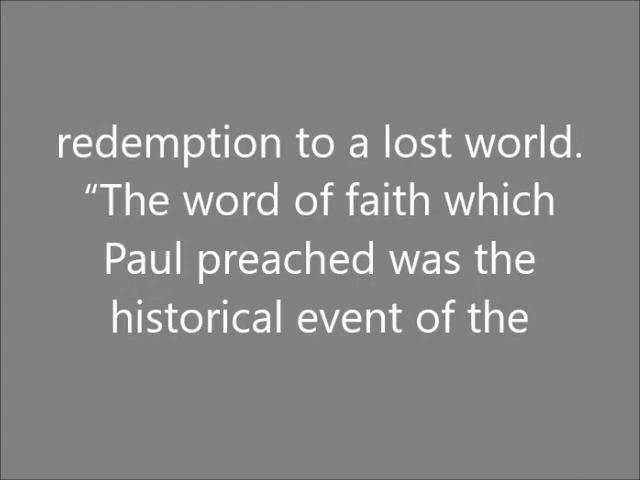 redemption to a lost world.
“The word of faith which
Paul preached was the
historical event of the